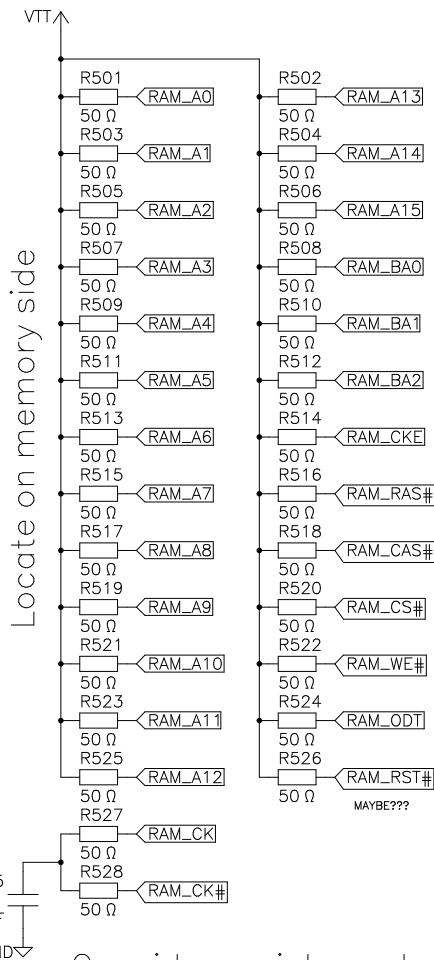 VTT
R501
RAM_A0
50 Ω
R503
RAM_A1
50 Ω
R505
RAM_A2
50 Ω
R507
RAM_A3
50 Ω
R509
RAM_A4
50 Ω
R511
RAM_A5
50 Ω
R513
RAM_A6
50 Ω
R515
RAM_A7
50 Ω
R517
RAM_A8
50 Ω
R519
RAM_A9
50 Ω
R521
RAM_A10
50 Ω
R523
RAM_A11
50 Ω
R525
RAM_A12
50 Ω
R527
RAM_CK
50 Ω
R528
RAM_CK#
50 Ω
R502
RAM_A13
50 Ω
R504
RAM_A14
50 Ω
R506
RAM_A15
50 Ω
R508
RAM_BA0
50 Ω
R510
RAM_BA1
50 Ω
R512
RAM_BA2
50 Ω
R514
RAM_CKE
50 Ω
R516
RAM_RAS#
50 Ω
R518
RAM_CAS#
50 Ω
R520
RAM_CS#
50 Ω
R522
RAM_WE#
50 Ω
R524
RAM_ODT
50 Ω
R526
RAM_RST#
50 Ω
MAYBE???
Locate on memory side